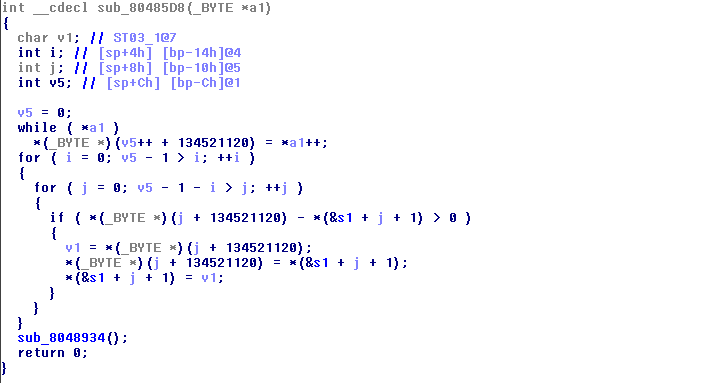 int __cdecl sub_80485D8(_BYTE *a1)
{
  char v1; // ST03_1@7
  int i; // [sp+4h] [bp-14h]@4
  int j; // [sp+8h] [bp-10h]@5
  int v5; // [sp+Ch] [bp-Ch]@1

  v5 = 0;
  while ( *a1 )
    *(_BYTE *)(v5++ + 134521120) = *a1++;
  for ( i = 0; v5 - 1 > i; ++i )
  {
    for ( j = 0; v5 - 1 - i > j; ++j )
    {
      if ( *(_BYTE *)(j + 134521120) - *(&s1 + j + 1) > 0 )
      {
        v1 = *(_BYTE *)(j + 134521120);
        *(_BYTE *)(j + 134521120) = *(&s1 + j + 1);
        *(&s1 + j + 1) = v1;
      }
    }
  }
  sub_8048934();
  return 0;
}